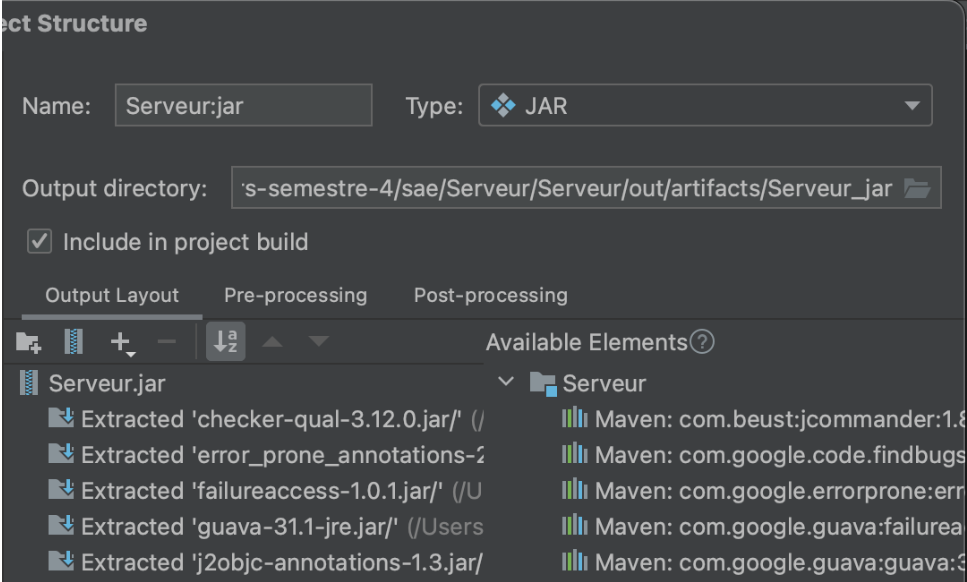 ect Structure
Name: Serveur:jar Type: JAR
Output directory: rs-semestre-4/sae/Serveur/Serveur/out/artifacts/Serveur_jar
Include in project build
Output Layout Pre-processing Post-processing
Available Elements
Serveur.jar
Extracted 'checker-qual-3.12.0.jar/' (/
Extracted 'error_prone_annotations-2
Extracted 'failureaccess-1.0.1.jar/' (/U
Extracted 'guava-31.1-jre.jar/' (/Users
Extracted 'j2objc-annotations-1.3.jar/
Serveur
Maven: com.beust:jcommander:1.8
Maven: com.google.code.findbugs
Maven: com.google.errorprone:err
Maven: com.google.guava:failurea
Maven: com.google.guava:guava:3